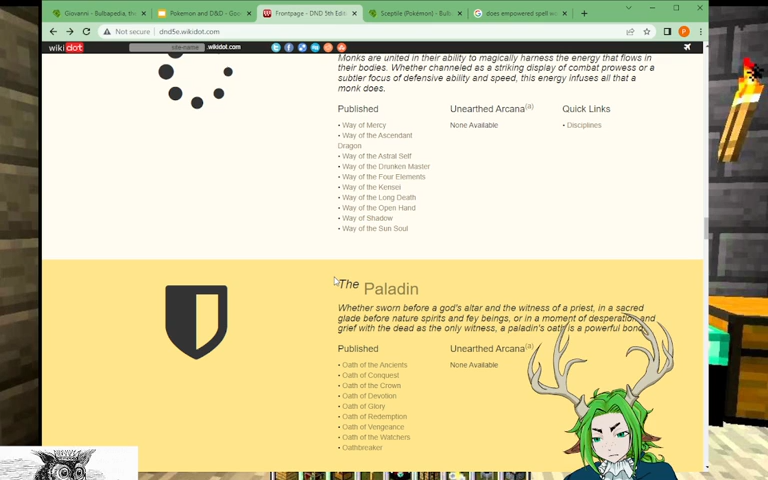 Giovanni - Bulbapedia, the
Pokemon and D&D - Goo
Frontpage - DND 5th Edi
Sceptile (Pokémon) - Bul
does empowered spell w
Not secure
dnd5e.wikidot.com
P
wikidot
site-name
.wikidot.com
Monks are united in their ability to magically harness the energy that flows in
their bodies. Whether channeled as a striking display of combat prowess or a
subtler focus of defensive ability and speed, this energy infuses all that a
monk does.
Published
Unearthed Arcana(a)
Quick Links
• Way of Mercy
None Available
• Disciplines
• Way of the Ascendant
Dragon
• Way of the Astral Self
• Way of the Drunken Master
• Way of the Four Elements
• Way of the Kensei
• Way of the Long Death
• Way of the Open Hand
• Way of Shadow
• Way of the Sun Soul
The Paladin
Whether sworn before a god's altar and the witness of a priest, in a sacred
glade before nature spirits and fey beings, or in a moment of desperation and
grief with the dead as the only witness, a paladin's oath is a powerful bond.
Published
Unearthed Arcana(a)
• Oath of the Ancients
None Available
• Oath of Conquest
• Oath of the Crown
• Oath of Devotion
• Oath of Glory
• Oath of Redemption
• Oath of Vengeance
• Oath of the Watchers
• Oathbreaker